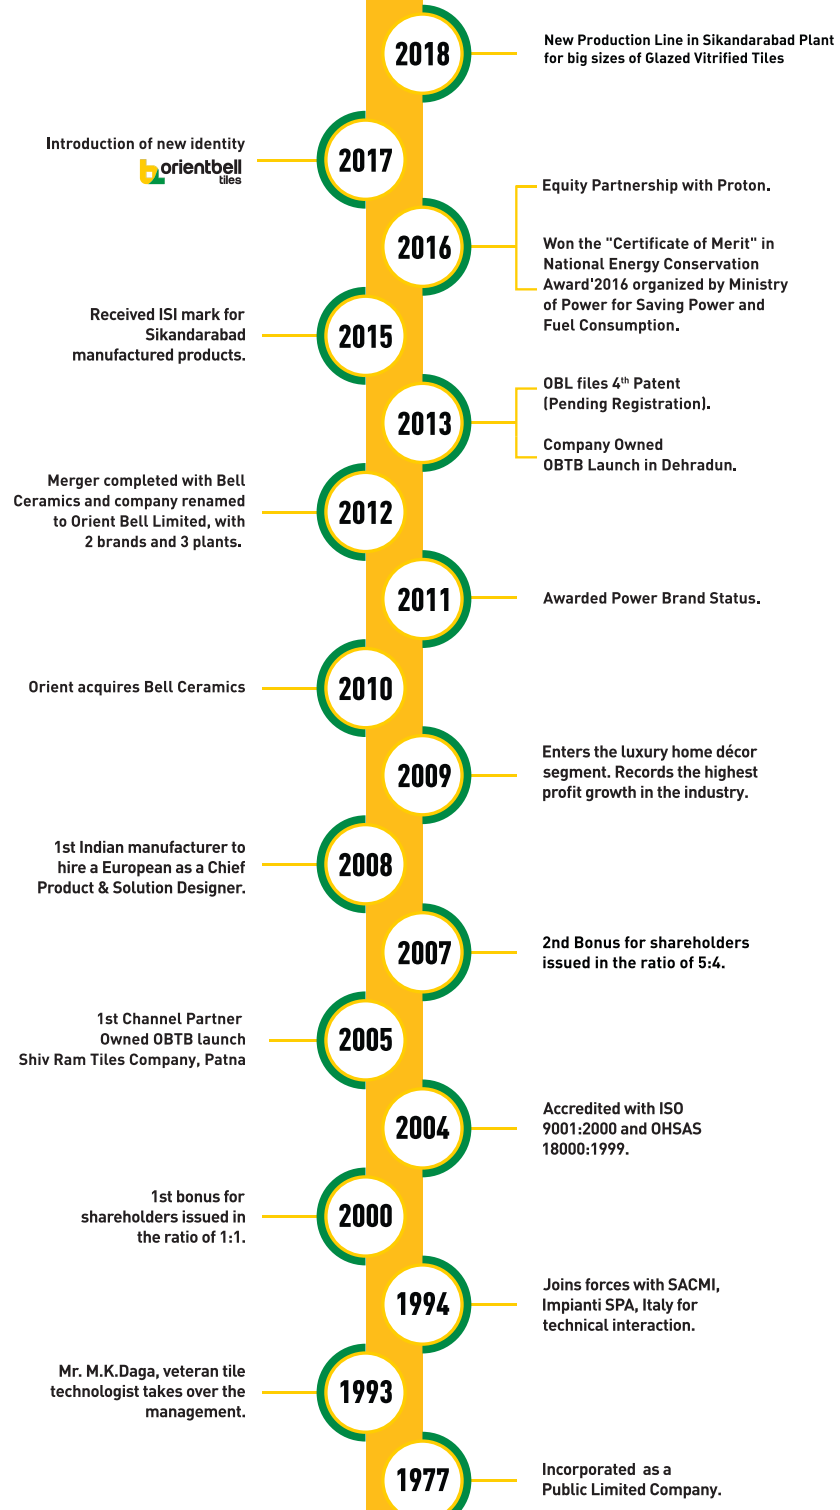 2018
New Production Line in Sikandarabad Plant
for big sizes of Glazed Vitrified Tiles
Introduction of new identity
orientbell
tiles
2017
2016
Equity Partnership with Proton.
Won the "Certificate of Merit" in
National Energy Conservation
Award'2016 organized by Ministry
of Power for Saving Power and
Fuel Consumption.
Received ISI mark for
Sikandarabad
manufactured products.
2015
2013
OBL files 4th Patent
(Pending Registration).
Company Owned
OBTB Launch in Dehradun.
Merger completed with Bell
Ceramics and company renamed
to Orient Bell Limited, with
2 brands and 3 plants.
2012
2011
Awarded Power Brand Status.
Orient acquires Bell Ceramics
2010
2009
Enters the luxury home décor
segment. Records the highest
profit growth in the industry.
1st Indian manufacturer to
hire a European as a Chief
Product & Solution Designer.
2008
2007
2nd Bonus for shareholders
issued in the ratio of 5:4.
1st Channel Partner
Owned OBTB launch
Shiv Ram Tiles Company, Patna
2005
2004
Accredited with ISO
9001:2000 and OHSAS
18000:1999.
1st bonus for
shareholders issued in
the ratio of 1:1.
2000
1994
Joins forces with SACMI,
Impianti SPA, Italy for
technical interaction.
Mr. M.K.Daga, veteran tile
technologist takes over the
management.
1993
1977
Incorporated as a
Public Limited Company.